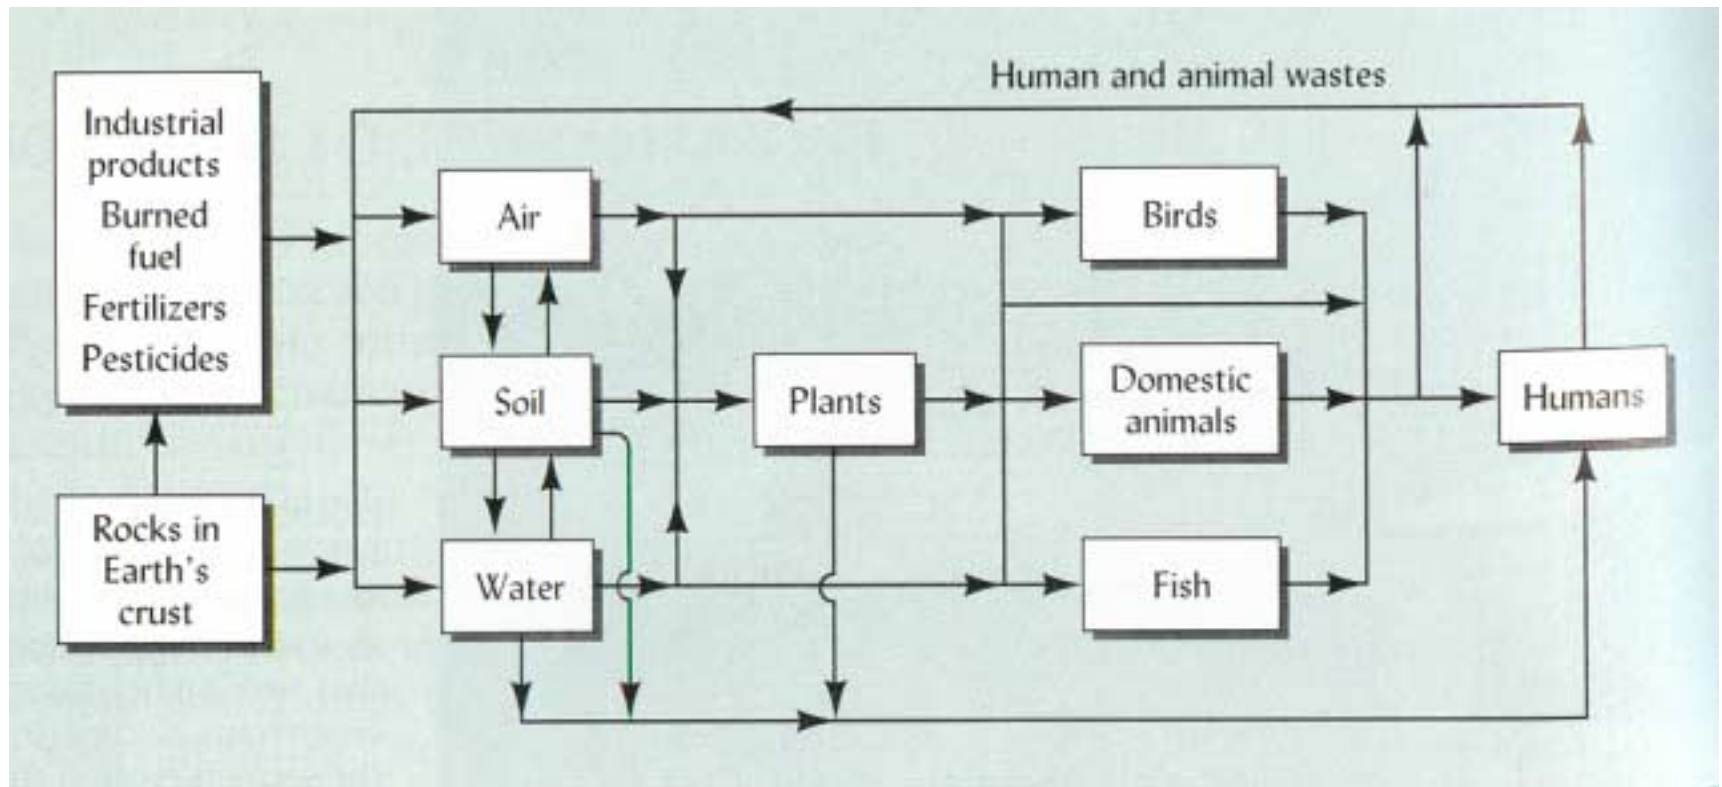 Human and animal wastes
Industrial
products
Burned
fuel
Fertilizers
Pesticides
Air
Birds
Soil
Plants
Domestic
animals
Humans
Rocks in
Earth's
crust
Water
Fish